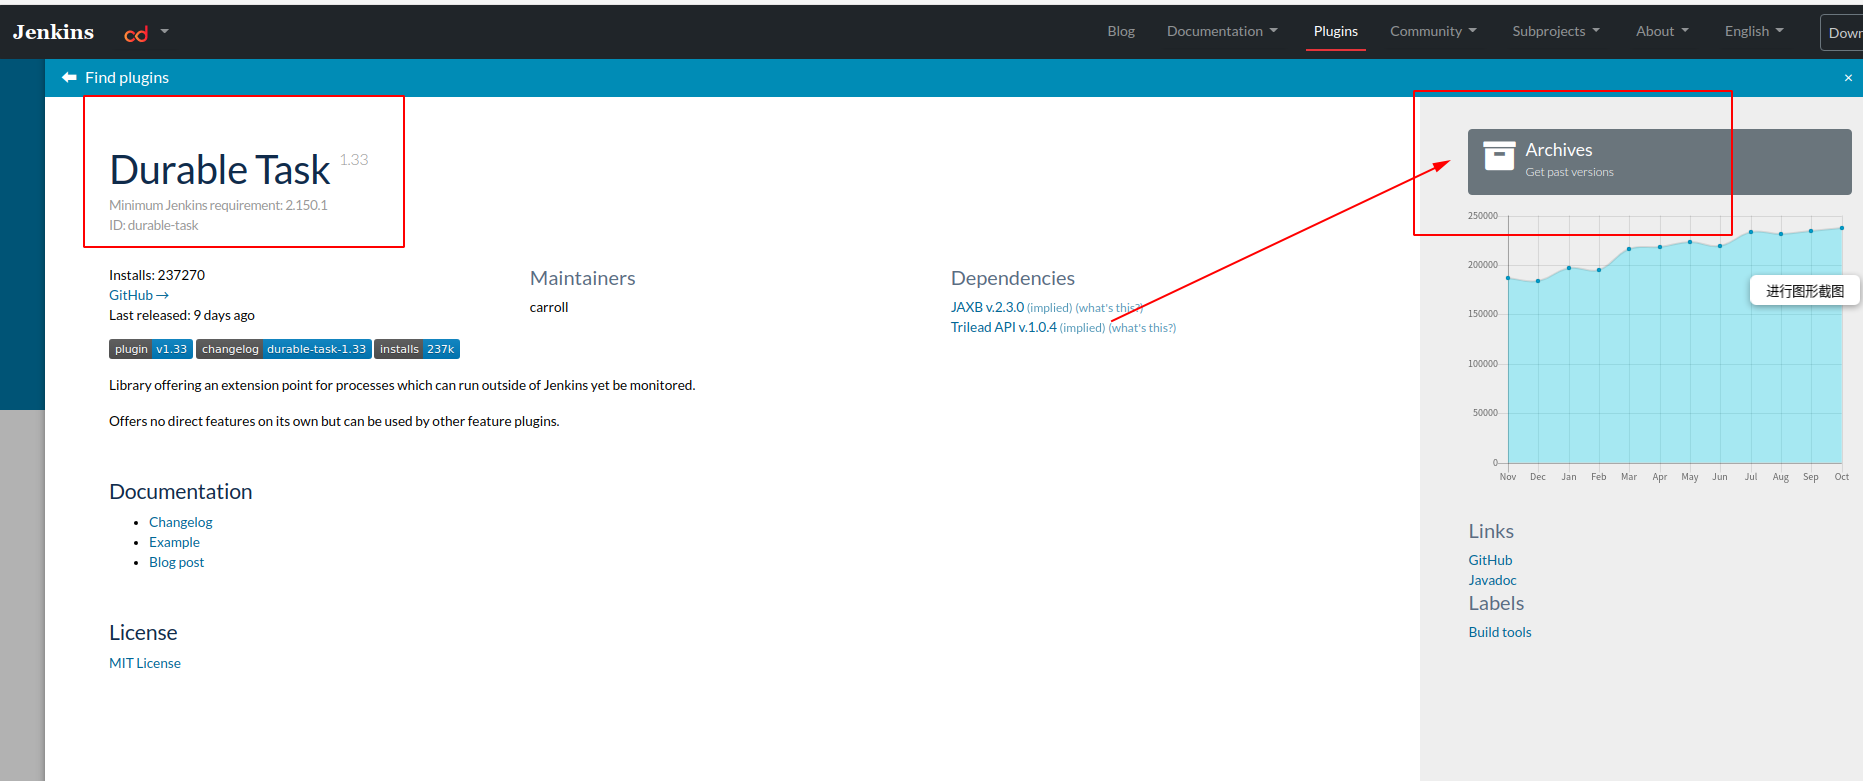 Jenkins cd Blog Documentation Plugins Community Subprojects About English
Find plugins ×
Durable Task 1.33
Minimum Jenkins requirement: 2.150.1
ID: durable-task
Installs: 237270
GitHub →
Last released: 9 days ago
Maintainers
carroll
Dependencies
JAXB v.2.3.0 (implied) (what's this?)
Trilead API v.1.0.4 (implied) (what's this?)
plugin v1.33 changelog durable-task-1.33 installs 237k
Library offering an extension point for processes which can run outside of Jenkins yet be monitored.
Offers no direct features on its own but can be used by other feature plugins.
Documentation
Changelog
Example
Blog post
License
MIT License
Archives
Get past versions
250000
200000
150000
100000
50000
0
Nov Dec Jan Feb Mar Apr May Jun Jul Aug Sep Oct
进行图形截图
Links
GitHub
Javadoc
Labels
Build tools